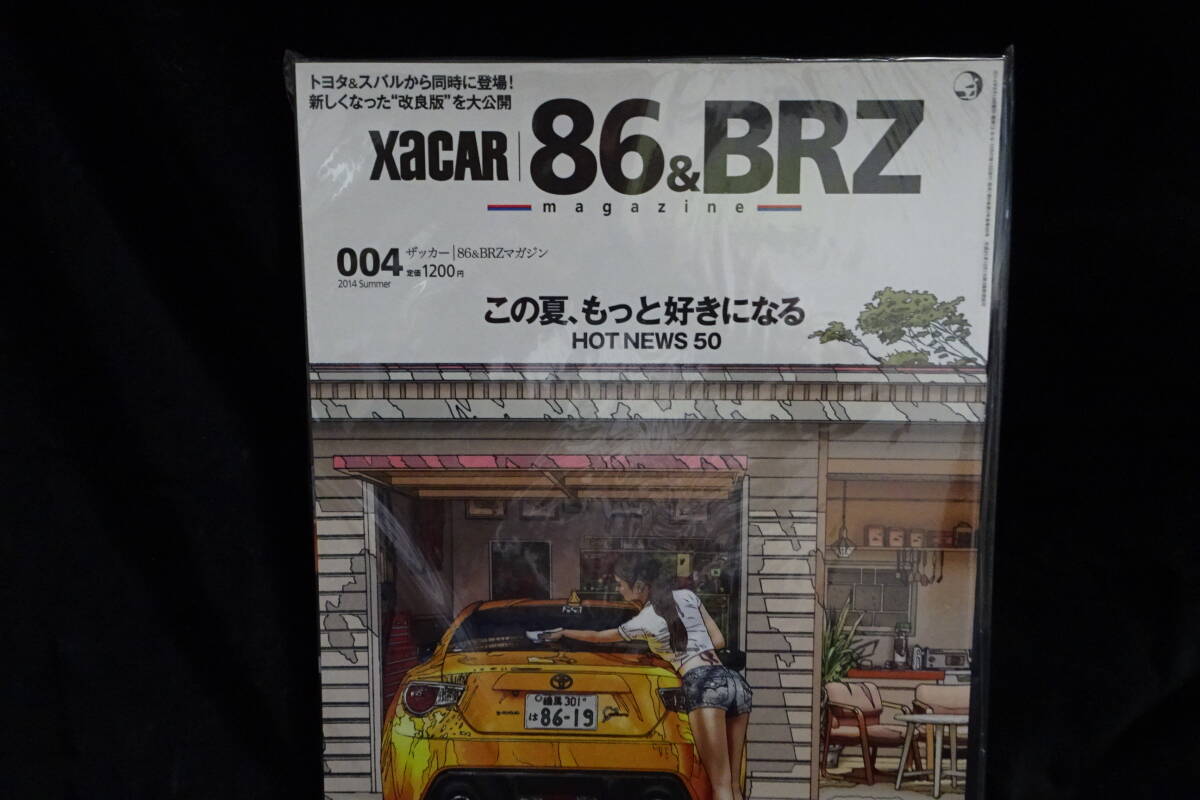 トヨタ&スバルから同時に登場!
新しくなった“改良版”を大公開
XaCAR 86&BRZ
magazine
004 ザッカー|86&BRZマガジン
定価1200円
2014 Summer
この夏、もっと好きになる
HOT NEWS 50
練馬 301
は 86-19